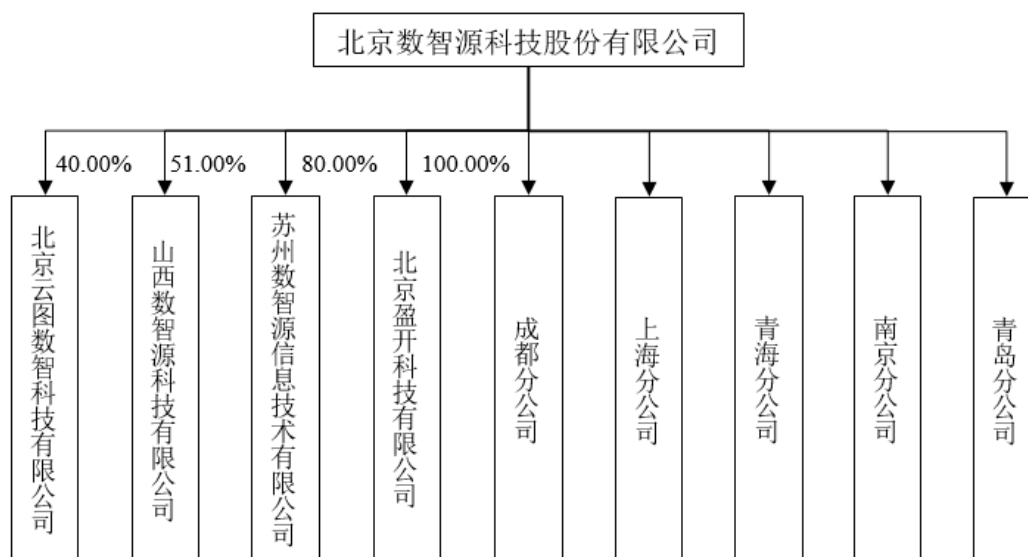 北京数智源科技股份有限公司
40.00%
51.00%
80.00%
100.00%
北京云图数智科技有限公司
山西数智源科技有限公司
苏州数智源信息技术有限公司
北京盈开科技有限公司
成都分公司
上海分公司
青海分公司
南京分公司
青岛分公司